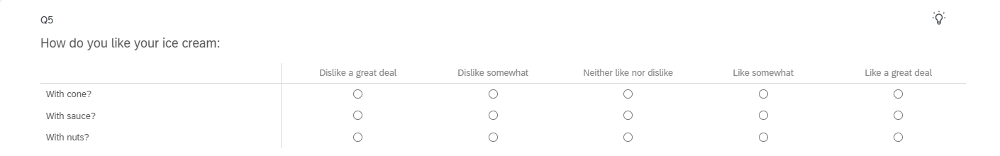 Q5
How do you like your ice cream:
Dislike a great deal Dislike somewhat Neither like nor dislike Like somewhat Like a great deal
With cone?
With sauce?
With nuts?